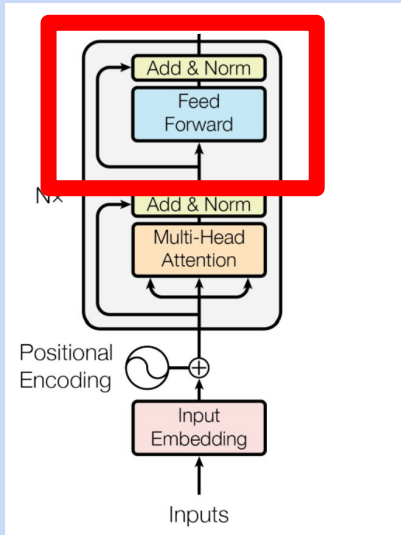 Add & Norm
Feed
Forward
N×
Add & Norm
Multi-Head
Attention
Positional
Encoding
Input
Embedding
Inputs